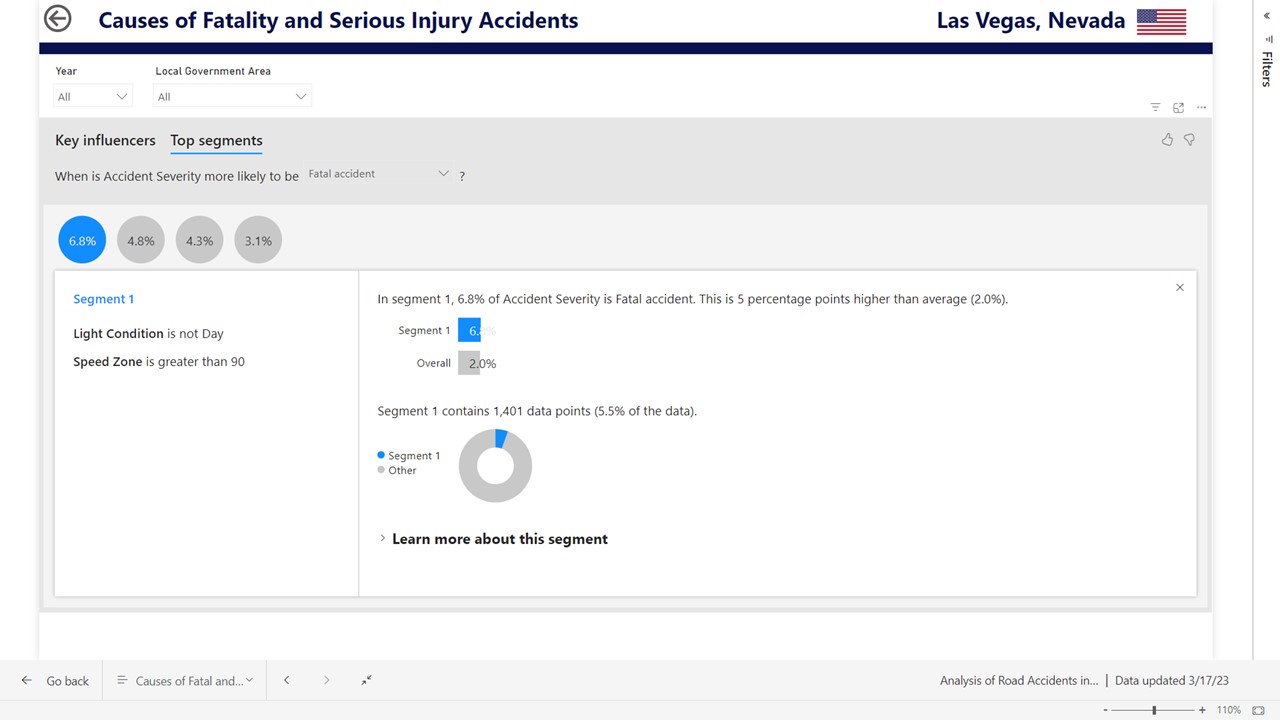 Causes of Fatality and Serious Injury Accidents
Las Vegas, Nevada
Filters
Year
Local Government Area
All
All
Key influencers
Top segments
When is Accident Severity more likely to be
Fatal accident
?
6.8%
4.8%
4.3%
3.1%
Segment 1
Light Condition is not Day
Speed Zone is greater than 90
In segment 1, 6.8% of Accident Severity is Fatal accident. This is 5 percentage points higher than average (2.0%).
Segment 1
6.8%
Overall
2.0%
Segment 1 contains 1,401 data points (5.5% of the data).
Segment 1
Other
Learn more about this segment
Go back
Causes of Fatal and...
Analysis of Road Accidents in... | Data updated 3/17/23
- + 110%